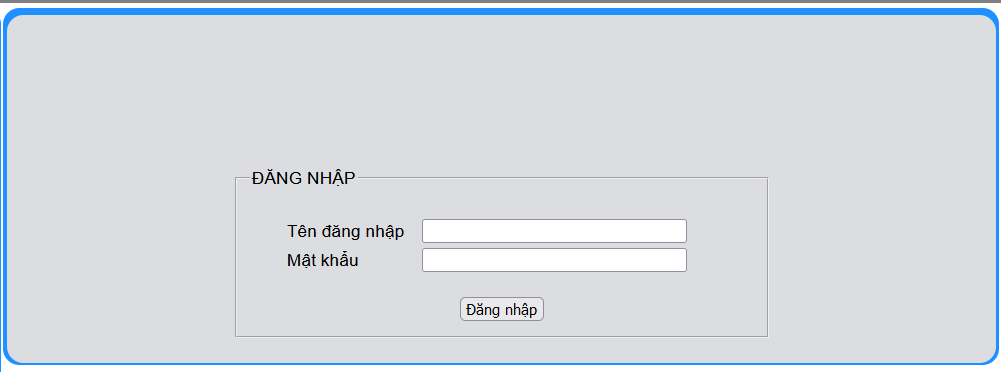 ĐĂNG NHẬP
Tên đăng nhập
Mật khẩu
Đăng nhập